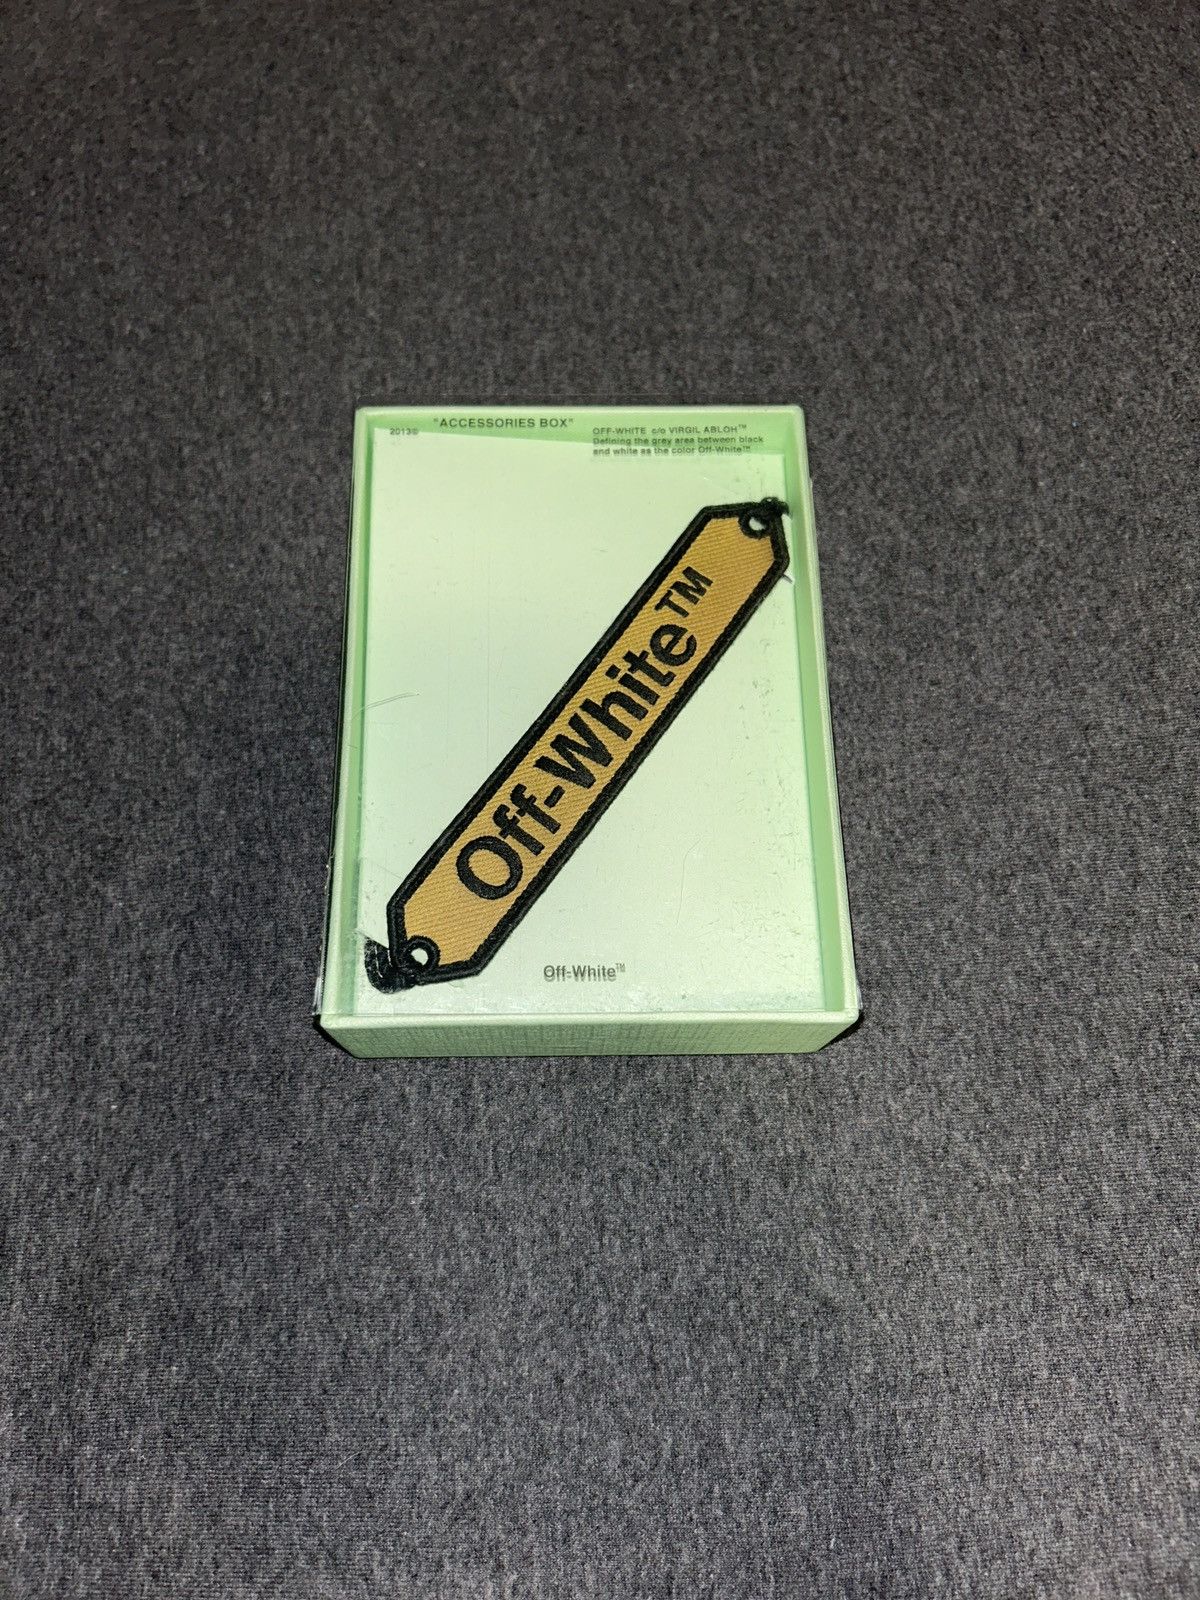 "ACCESSORIES BOX"
2013©
OFF-WHITE c/o VIRGIL ABLOH™
Defining the grey area between black
and white as the color Off-White™.
Off-White™
Off-White™